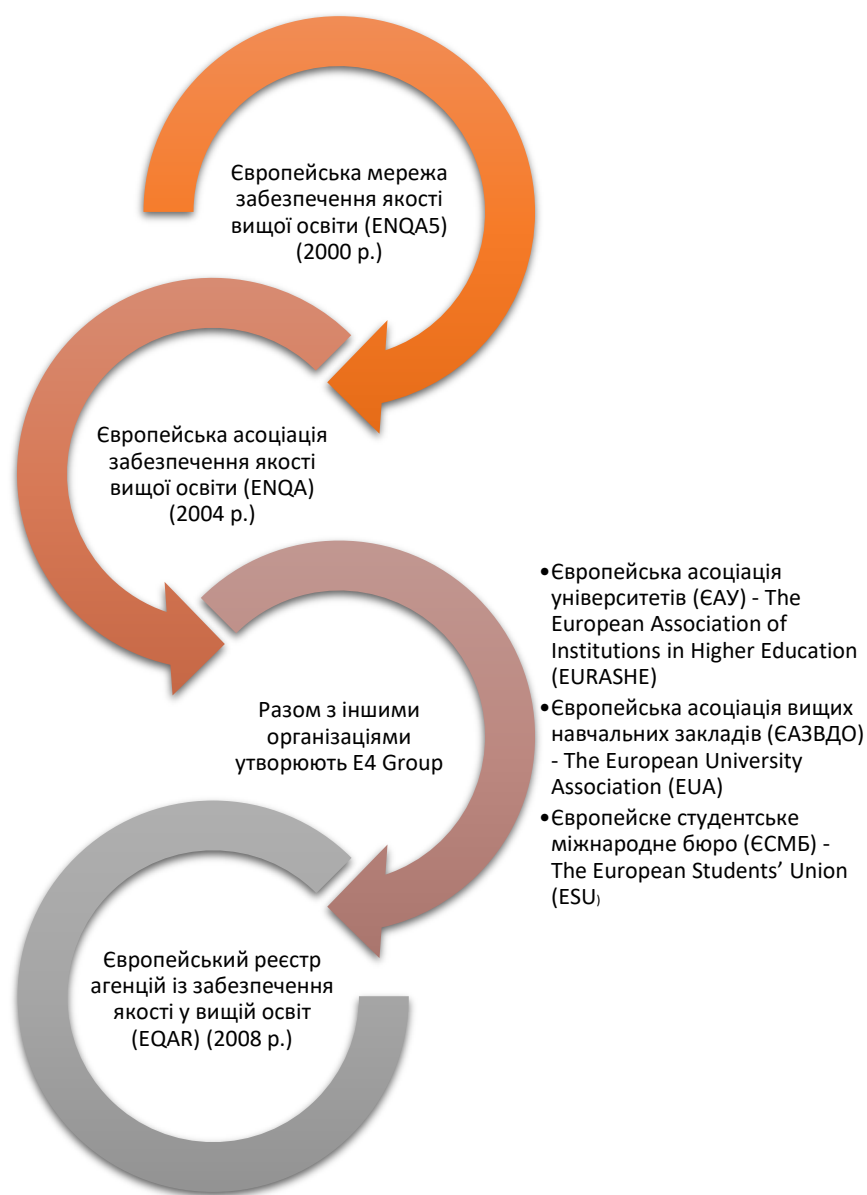 Європейська мережа
забезпечення якості
вищої освіти (ENQA5)
(2000 р.)
Європейська асоціація
забезпечення якості
вищої освіти (ENQA)
(2004 р.)
Разом з іншими
організаціями
утворюють E4 Group
•Європейська асоціація
університетів (ЄАУ) - The
European Association of
Institutions in Higher Education
(EURASHE)
•Європейська асоціація вищих
навчальних закладів (ЄАЗВДО)
- The European University
Association (EUA)
•Європейске студентське
міжнародне бюро (ЄСМБ) -
The European Students’ Union
(ESU)
Європейський реєстр
агенцій із забезпечення
якості у вищій освіт
(EQAR) (2008 р.)